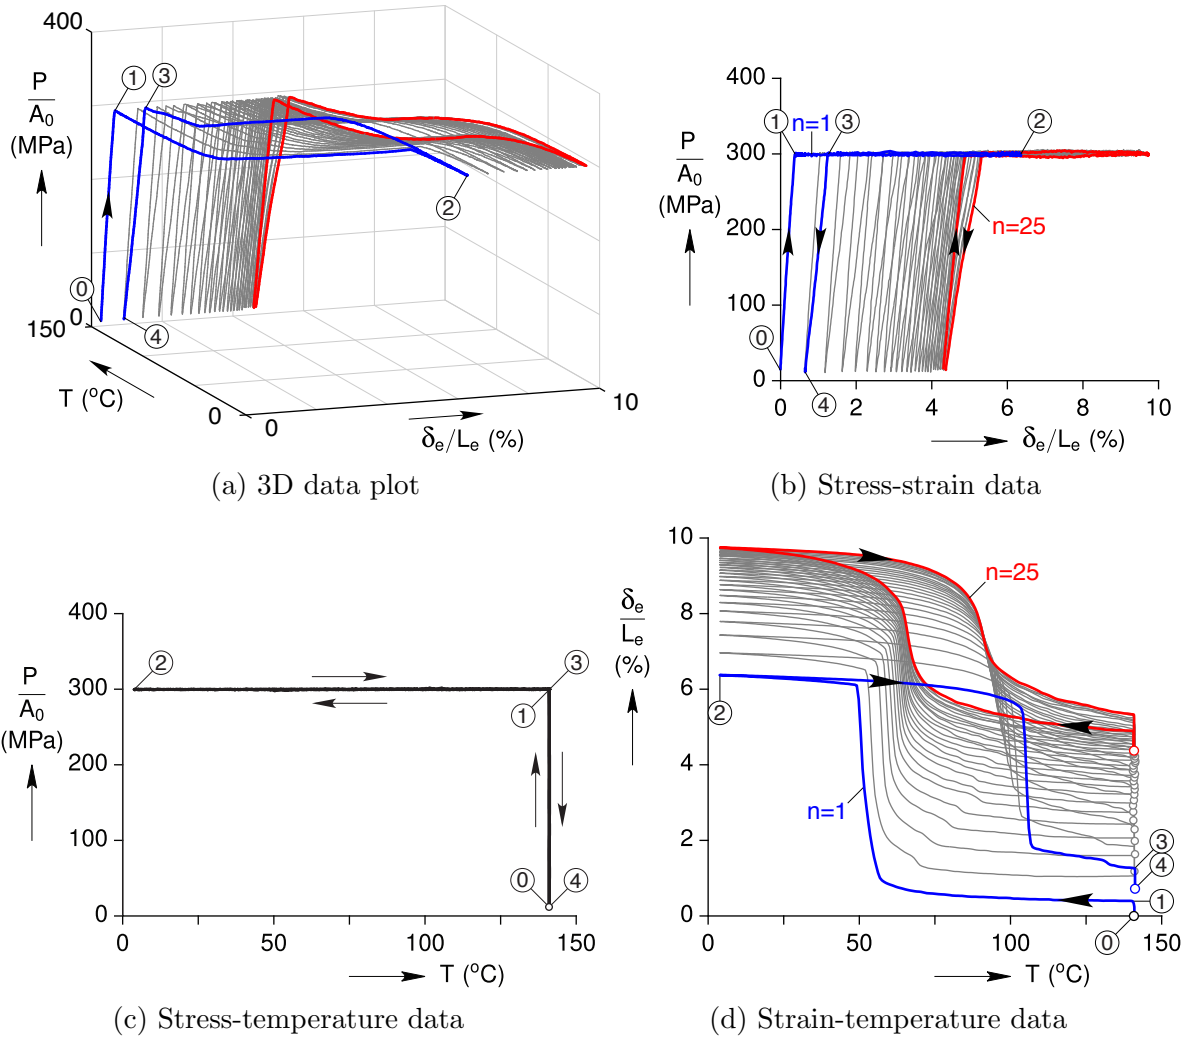 400
P
A0
(MPa)
1
3
2
0
0
150
4
T (oC)
0
0
δe/Le (%)
10
(a) 3D data plot
400
P
A0
(MPa)
300
200
100
0
1
n=1
3
2
n=25
0
4
0
2
4
6
8
10
δe/Le (%)
(b) Stress-strain data
400
P
A0
(MPa)
300
200
100
0
2
3
1
0
4
0
50
100
150
T (oC)
(c) Stress-temperature data
10
δe
Le
(%)
8
6
4
2
0
n=25
2
n=1
3
4
1
0
0
50
100
150
T (oC)
(d) Strain-temperature data